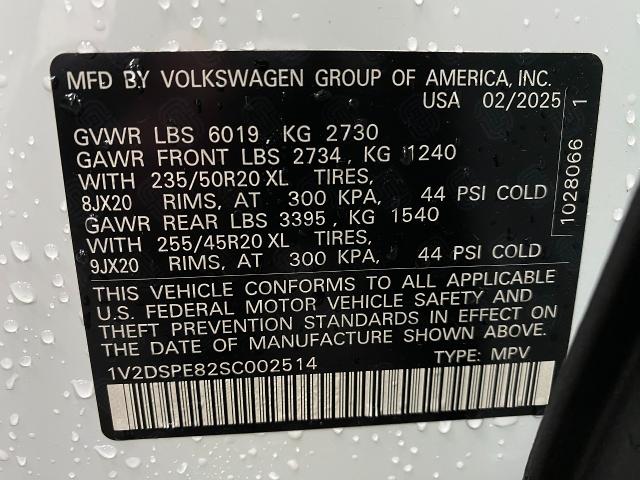 MFD BY VOLKSWAGEN GROUP OF AMERICA, INC.
USA 02/2025
GVWR LBS 6019, KG 2730
GAWR FRONT LBS 2734, KG 1240
WITH 235/50R20 XL TIRES,
8JX20 RIMS, AT 300 KPA, 44 PSI COLD
GAWR REAR LBS 3395, KG 1540
WITH 255/45R20 XL TIRES,
9JX20 RIMS, AT 300 KPA, 44 PSI COLD
THIS VEHICLE CONFORMS TO ALL APPLICABLE
U.S. FEDERAL MOTOR VEHICLE SAFETY AND
THEFT PREVENTION STANDARDS IN EFFECT ON
THE DATE OF MANUFACTURE SHOWN ABOVE.
1V2DSPE82SC002514 TYPE: MPV
1028066 1